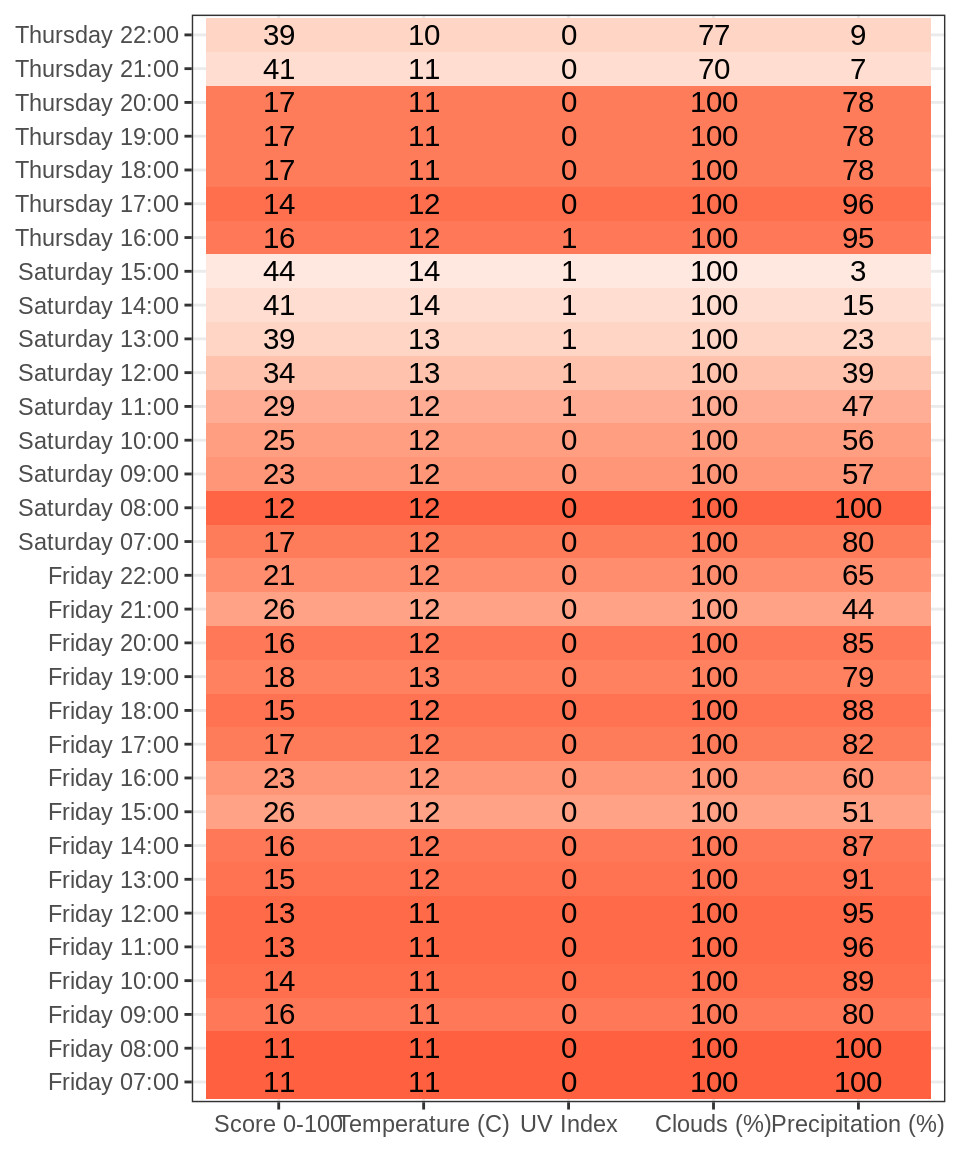 Thursday 22:00 39 10 0 77 9
Thursday 21:00 41 11 0 70 7
Thursday 20:00 17 11 0 100 78
Thursday 19:00 17 11 0 100 78
Thursday 18:00 17 11 0 100 78
Thursday 17:00 14 12 0 100 96
Thursday 16:00 16 12 1 100 95
Saturday 15:00 44 14 1 100 3
Saturday 14:00 41 14 1 100 15
Saturday 13:00 39 13 1 100 23
Saturday 12:00 34 13 1 100 39
Saturday 11:00 29 12 1 100 47
Saturday 10:00 25 12 0 100 56
Saturday 09:00 23 12 0 100 57
Saturday 08:00 12 12 0 100 100
Saturday 07:00 17 12 0 100 80
Friday 22:00 21 12 0 100 65
Friday 21:00 26 12 0 100 44
Friday 20:00 16 12 0 100 85
Friday 19:00 18 13 0 100 79
Friday 18:00 15 12 0 100 88
Friday 17:00 17 12 0 100 82
Friday 16:00 23 12 0 100 60
Friday 15:00 26 12 0 100 51
Friday 14:00 16 12 0 100 87
Friday 13:00 15 12 0 100 91
Friday 12:00 13 11 0 100 95
Friday 11:00 13 11 0 100 96
Friday 10:00 14 11 0 100 89
Friday 09:00 16 11 0 100 80
Friday 08:00 11 11 0 100 100
Friday 07:00 11 11 0 100 100
Score 0-100 Temperature (C) UV Index Clouds (%) Precipitation (%)